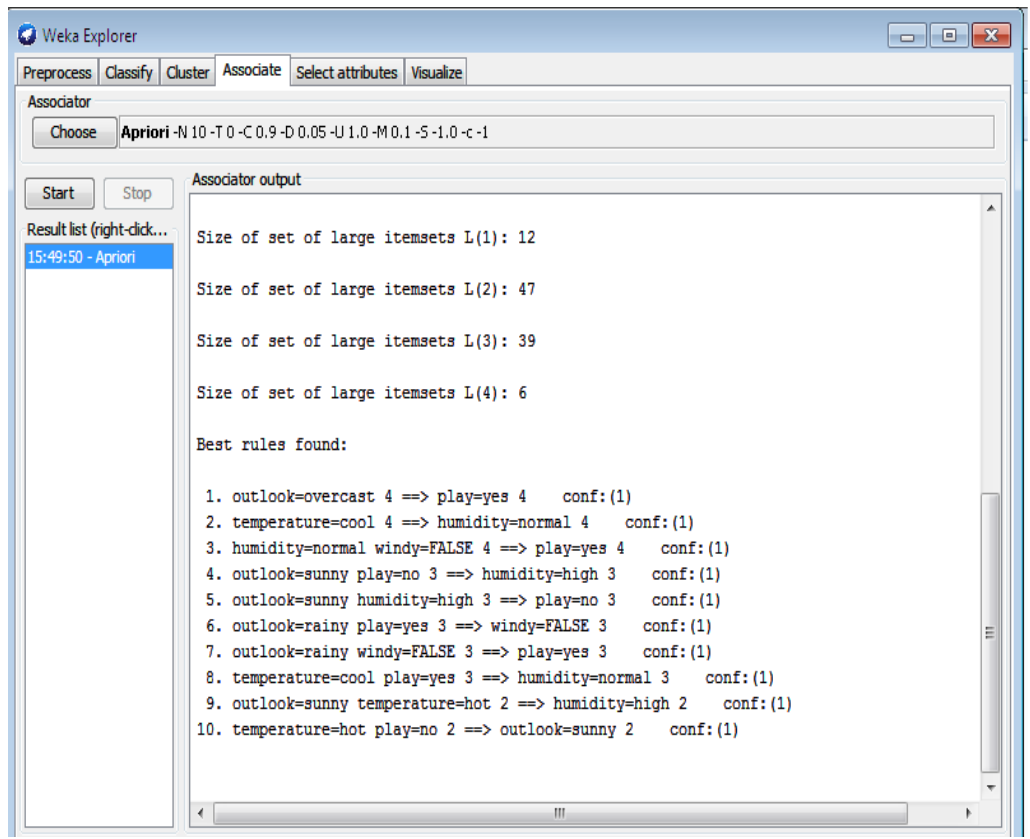 Weka Explorer
Preprocess Classify Cluster Associate Select attributes Visualize
Associator
Choose Apriori -N 10 -T 0 -C 0.9 -D 0.05 -U 1.0 -M 0.1 -S -1.0 -c -1
Start Stop
Associator output
Result list (right-click...
15:49:50 - Apriori
Size of set of large itemsets L(1): 12
Size of set of large itemsets L(2): 47
Size of set of large itemsets L(3): 39
Size of set of large itemsets L(4): 6
Best rules found:
1. outlook=overcast 4 ==> play=yes 4 conf:(1)
2. temperature=cool 4 ==> humidity=normal 4 conf:(1)
3. humidity=normal windy=FALSE 4 ==> play=yes 4 conf:(1)
4. outlook=sunny play=no 3 ==> humidity=high 3 conf:(1)
5. outlook=sunny humidity=high 3 ==> play=no 3 conf:(1)
6. outlook=rainy play=yes 3 ==> windy=FALSE 3 conf:(1)
7. outlook=rainy windy=FALSE 3 ==> play=yes 3 conf:(1)
8. temperature=cool play=yes 3 ==> humidity=normal 3 conf:(1)
9. outlook=sunny temperature=hot 2 ==> humidity=high 2 conf:(1)
10. temperature=hot play=no 2 ==> outlook=sunny 2 conf:(1)